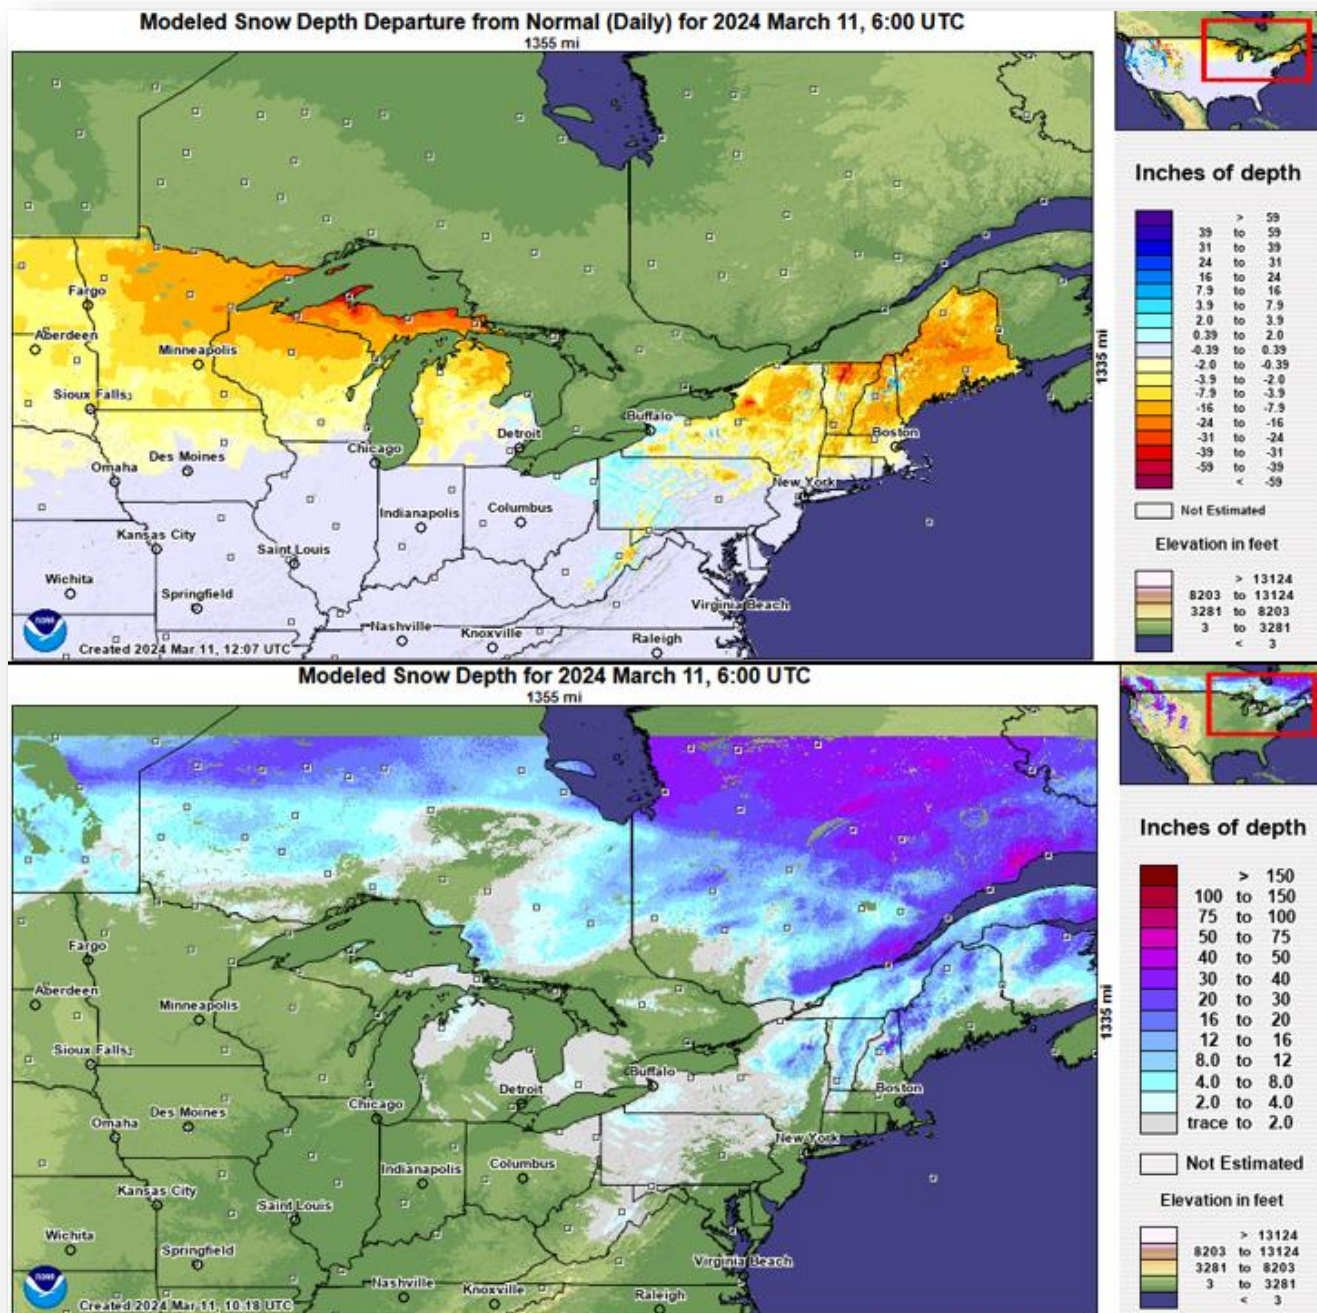 Modeled Snow Depth Departure from Normal (Daily) for 2024 March 11, 6:00 UTC
1355 mi
1335 mi
Fargo
Aberdeen
Minneapolis
Sioux Falls
Buffalo
Boston
Detroit
Chicago
Des Moines
Omaha
New York
Columbus
Indianapolis
Kansas City
Saint Louis
Wichita
Springfield
Virginia Beach
Nashville
Knoxville
Raleigh
noaa
Created 2024 Mar 11, 12:07 UTC
Inches of depth
> 59
39 to 59
31 to 39
24 to 31
16 to 24
7.9 to 16
3.9 to 7.9
2.0 to 3.9
0.39 to 2.0
-0.39 to 0.39
-2.0 to -0.39
-3.9 to -2.0
-7.9 to -3.9
-16 to -7.9
-24 to -16
-31 to -24
-39 to -31
-59 to -39
< -59
Not Estimated
Elevation in feet
> 13124
8203 to 13124
3281 to 8203
3 to 3281
< 3
Modeled Snow Depth for 2024 March 11, 6:00 UTC
1355 mi
1335 mi
Fargo
Aberdeen
Minneapolis
Sioux Falls
Buffalo
Detroit
Boston
Chicago
Des Moines
Omaha
New York
Columbus
Indianapolis
Kansas City
Saint Louis
Wichita
Springfield
Virginia Beach
Nashville
Knoxville
Raleigh
noaa
Created 2024 Mar 11, 10:18 UTC
Inches of depth
> 150
100 to 150
75 to 100
50 to 75
40 to 50
30 to 40
20 to 30
16 to 20
12 to 16
8.0 to 12
4.0 to 8.0
2.0 to 4.0
trace to 2.0
Not Estimated
Elevation in feet
> 13124
8203 to 13124
3281 to 8203
3 to 3281
< 3